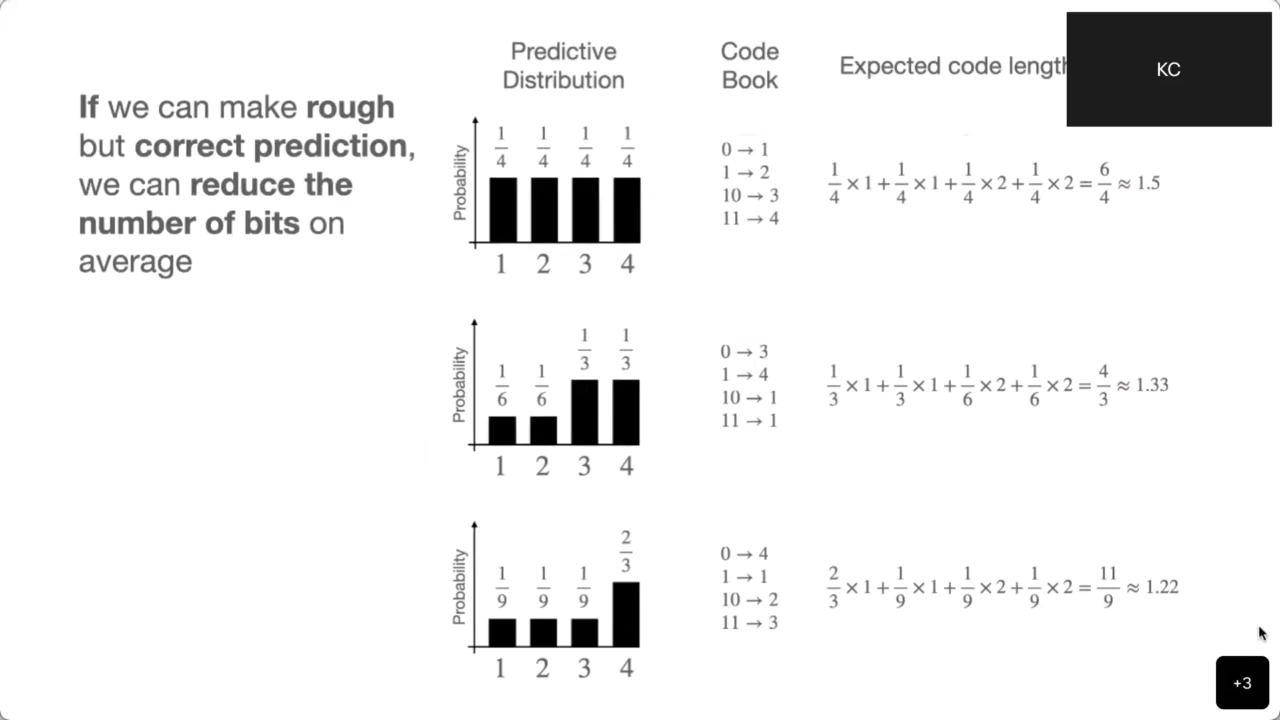 If we can make rough
but correct prediction,
we can reduce the
number of bits on
average
Predictive
Distribution
Code
Book
Expected code length
KC
Probability
1/4 1/4 1/4 1/4
1 2 3 4
0 → 1
1 → 2
10 → 3
11 → 4
1/4 × 1 + 1/4 × 1 + 1/4 × 2 + 1/4 × 2 = 6/4 ≈ 1.5
Probability
1/6 1/6 1/3 1/3
1 2 3 4
0 → 3
1 → 4
10 → 1
11 → 1
1/3 × 1 + 1/3 × 1 + 1/6 × 2 + 1/6 × 2 = 4/3 ≈ 1.33
Probability
1/9 1/9 1/9 2/3
1 2 3 4
0 → 4
1 → 1
10 → 2
11 → 3
2/3 × 1 + 1/9 × 1 + 1/9 × 2 + 1/9 × 2 = 11/9 ≈ 1.22
+3